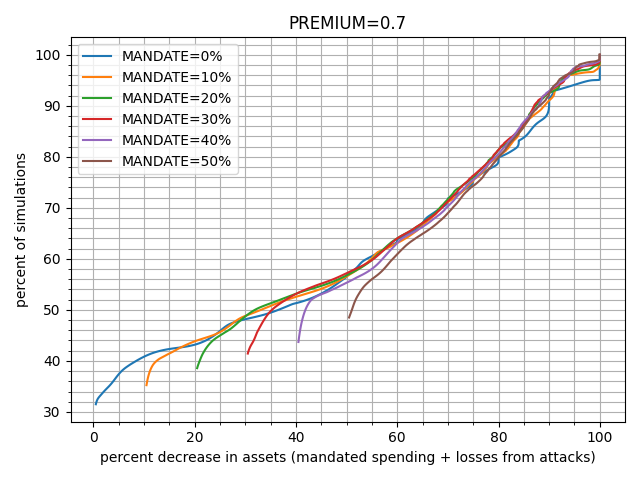 PREMIUM=0.7
MANDATE=0%
MANDATE=10%
MANDATE=20%
MANDATE=30%
MANDATE=40%
MANDATE=50%
percent of simulations
100
90
80
70
60
50
40
30
0 20 40 60 80 100
percent decrease in assets (mandated spending + losses from attacks)